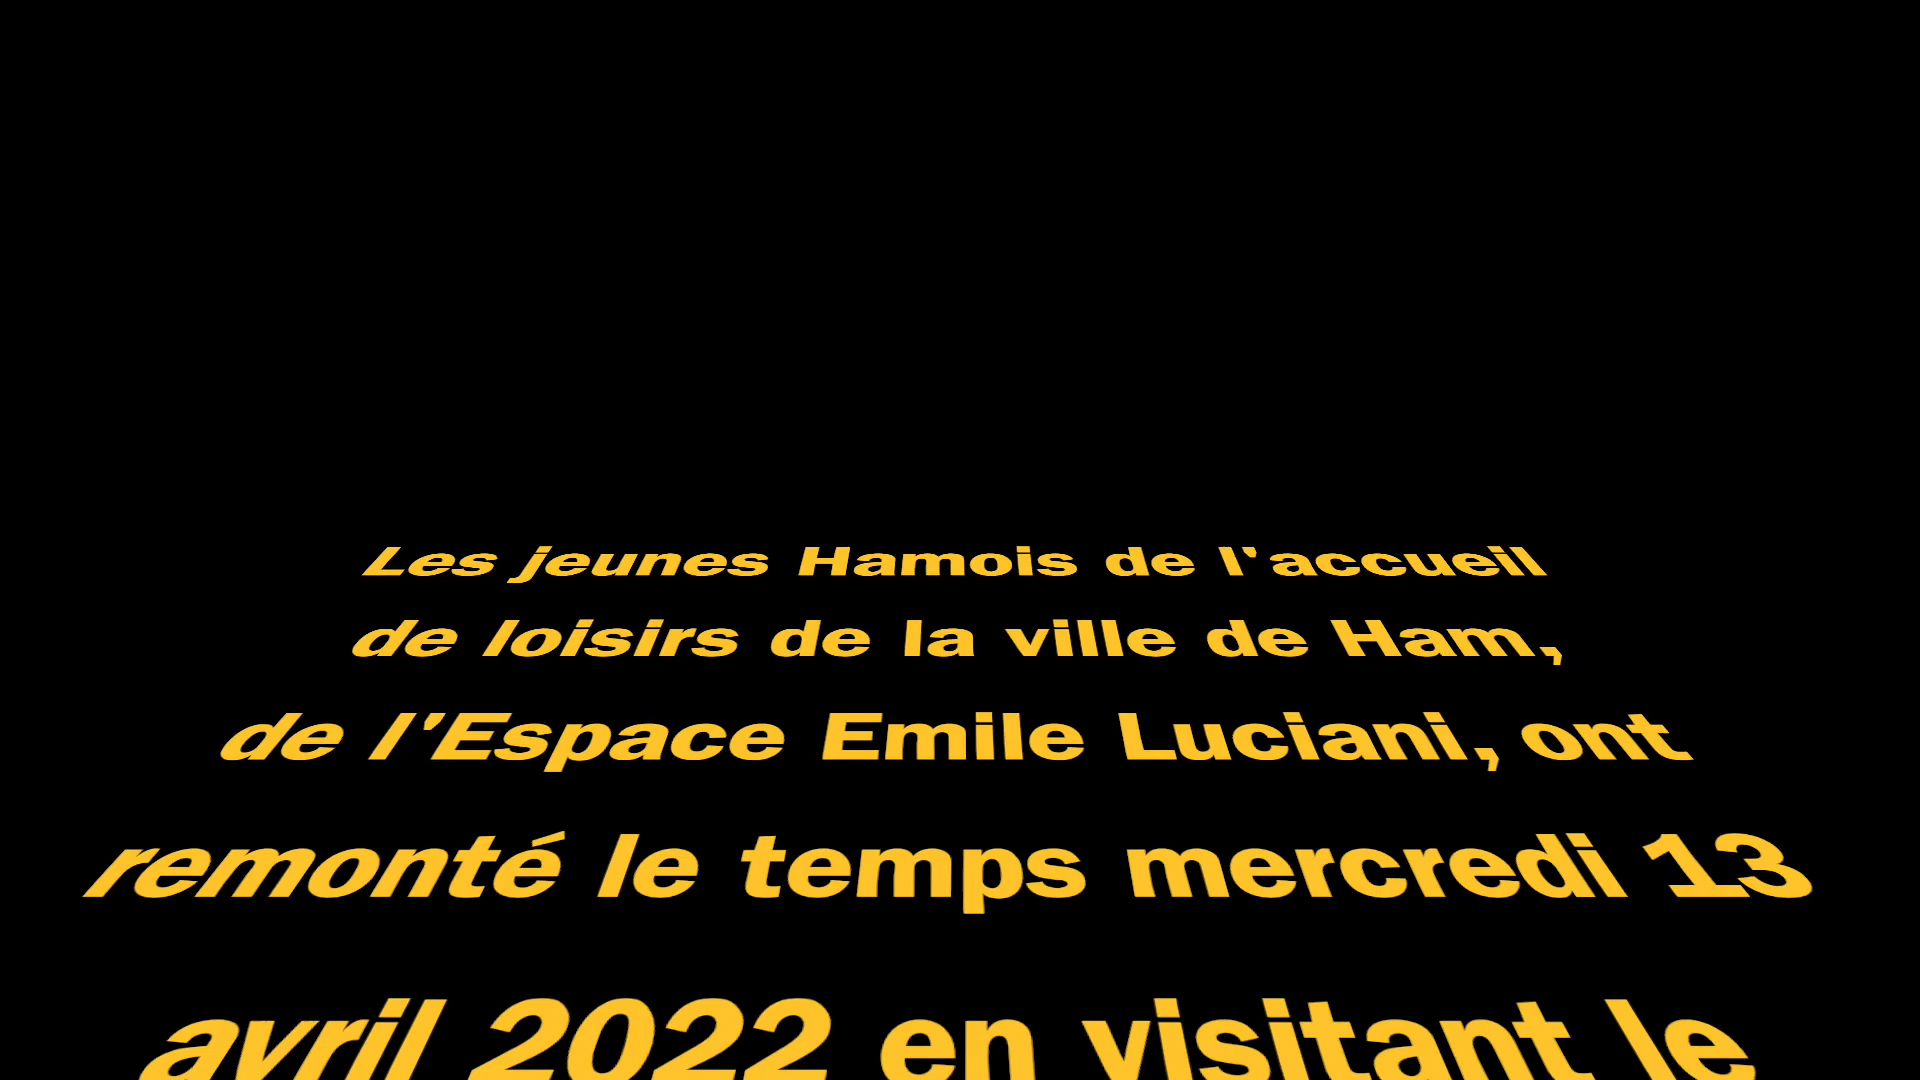 Les jeunes Hamois de l'accueil
de loisirs de la ville de Ham,
de l'Espace Emile Luciani, ont
remonté le temps mercredi 13
avril 2022 en visitant le